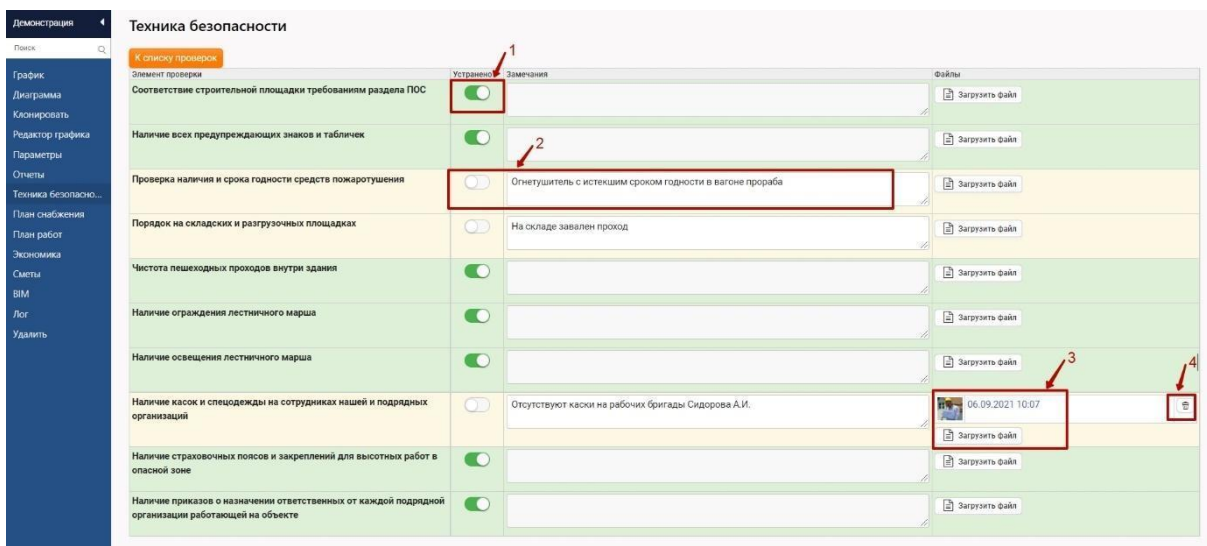 Демонстрация
Поиск
График
Диаграмма
Клонировать
Редактор графика
Параметры
Отчеты
Техника безопасно...
План снабжения
План работ
Экономика
Сметы
BIM
Лог
Удалить
Техника безопасности
К списку проверок
1
Элемент проверки Устранено Замечания Файлы
Соответствие строительной площадки требованиям раздела ПОС Загрузить файл
Наличие всех предупреждающих знаков и табличек Загрузить файл
2
Проверка наличия и срока годности средств пожаротушения Огнетушитель с истекшим сроком годности в вагоне прораба Загрузить файл
Порядок на складских и разгрузочных площадках На складе завален проход Загрузить файл
Чистота пешеходных проходов внутри здания Загрузить файл
Наличие ограждения лестничного марша Загрузить файл
Наличие освещения лестничного марша Загрузить файл
3 4
Наличие касок и спецодежды на сотрудниках нашей и подрядных Отсутствуют каски на рабочих бригады Сидорова А.И. 06.09.2021 10:07
организаций
Загрузить файл
Наличие страховочных поясов и закреплений для высотных работ в Загрузить файл
опасной зоне
Наличие приказов о назначении ответственных от каждой подрядной Загрузить файл
организации работающей на объекте